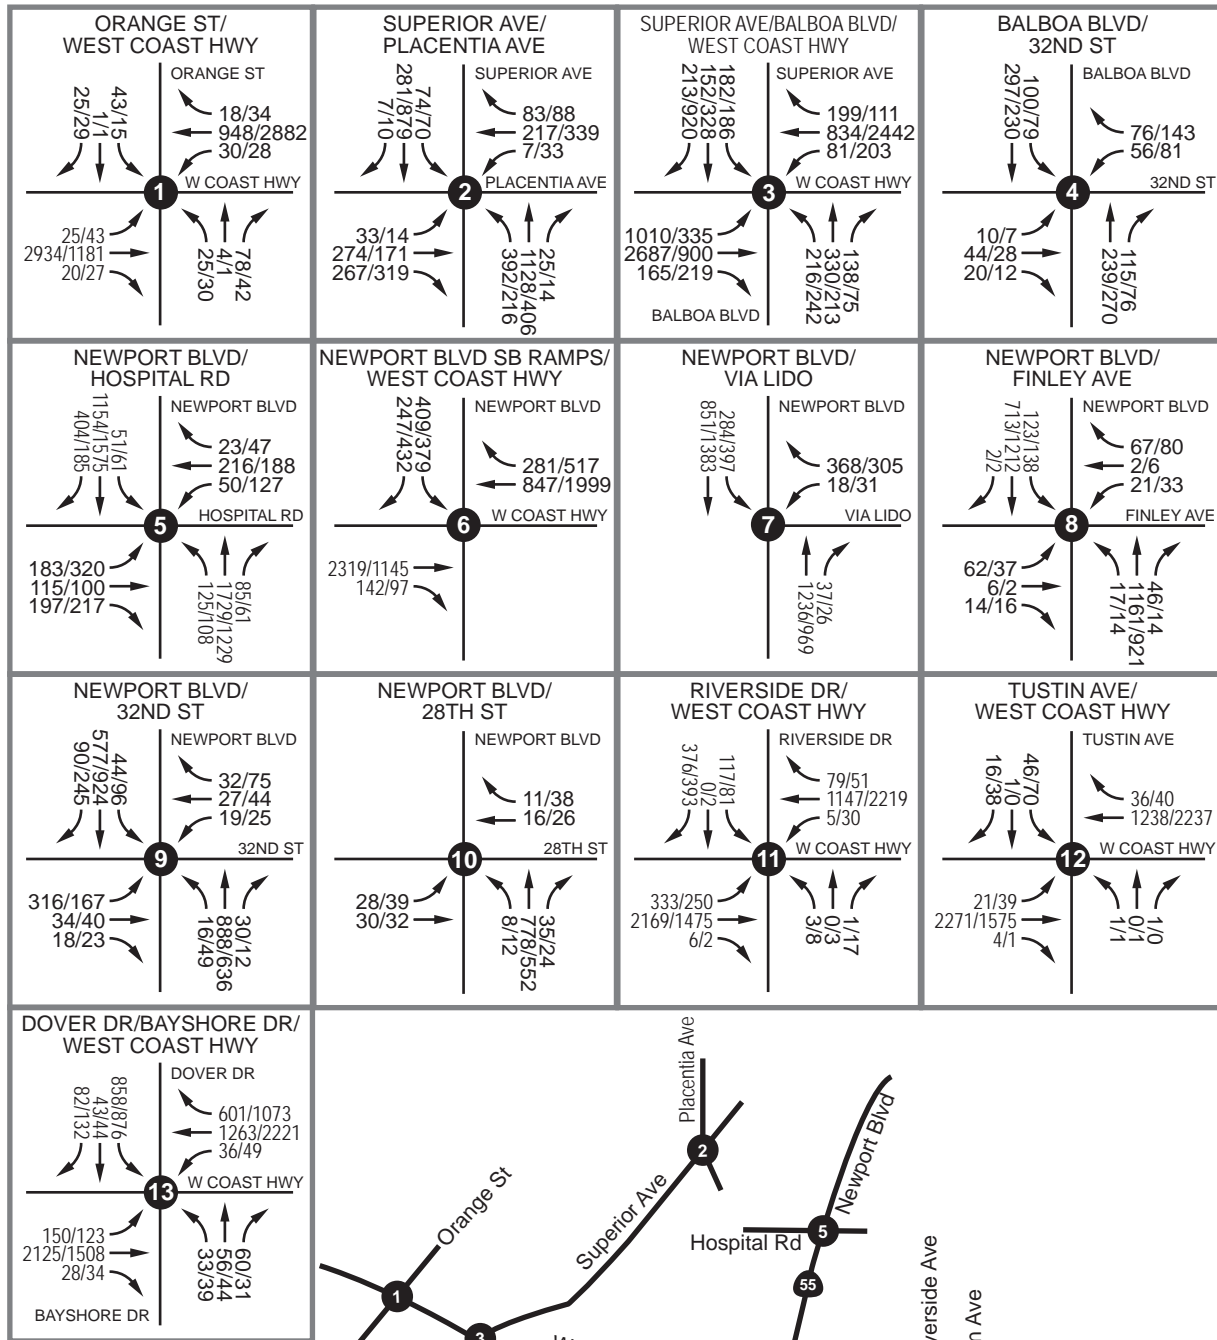 ORANGE ST/
WEST COAST HWY
ORANGE ST
25/29
1/1
43/15
18/34
948/2882
30/28
1
W COAST HWY
25/43
2934/1181
20/27
25/30
4/1
78/42
SUPERIOR AVE/
PLACENTIA AVE
SUPERIOR AVE
7/10
281/879
74/70
83/88
217/339
7/33
2
PLACENTIA AVE
33/14
274/171
267/319
392/216
1128/406
25/14
SUPERIOR AVE/BALBOA BLVD/
WEST COAST HWY
SUPERIOR AVE
213/920
152/328
182/186
199/111
834/2442
81/203
3
W COAST HWY
1010/335
2687/900
165/219
216/242
330/213
138/75
BALBOA BLVD
BALBOA BLVD/
32ND ST
BALBOA BLVD
297/230
100/79
76/143
56/81
4
32ND ST
10/7
44/28
20/12
239/270
115/76
NEWPORT BLVD/
HOSPITAL RD
NEWPORT BLVD
404/185
1154/1575
51/61
23/47
216/188
50/127
5
HOSPITAL RD
183/320
115/100
197/217
125/108
1729/1229
85/61
NEWPORT BLVD SB RAMPS/
WEST COAST HWY
NEWPORT BLVD
247/432
409/379
281/517
847/1999
6
W COAST HWY
2319/1145
142/97
NEWPORT BLVD/
VIA LIDO
NEWPORT BLVD
851/1383
284/397
368/305
18/31
7
VIA LIDO
1236/969
37/26
NEWPORT BLVD/
FINLEY AVE
NEWPORT BLVD
2/2
713/1212
123/138
67/80
2/6
21/33
8
FINLEY AVE
62/37
6/2
14/16
17/14
1161/921
46/14
NEWPORT BLVD/
32ND ST
NEWPORT BLVD
90/245
577/924
44/96
32/75
27/44
19/25
9
32ND ST
316/167
34/40
18/23
16/49
888/636
30/12
NEWPORT BLVD/
28TH ST
NEWPORT BLVD
11/38
16/26
10
28TH ST
28/39
30/32
8/12
778/552
35/24
RIVERSIDE DR/
WEST COAST HWY
RIVERSIDE DR
376/393
0/2
117/81
79/51
1147/2219
5/30
11
W COAST HWY
333/250
2169/1475
6/2
3/8
0/3
1/17
TUSTIN AVE/
WEST COAST HWY
TUSTIN AVE
16/38
1/0
46/70
36/40
1238/2237
12
W COAST HWY
21/39
2271/1575
4/1
1/1
0/1
1/0
DOVER DR/BAYSHORE DR/
WEST COAST HWY
DOVER DR
82/132
43/44
858/876
601/1073
1263/2221
36/49
13
W COAST HWY
150/123
2125/1508
28/34
33/39
56/44
60/31
BAYSHORE DR
Placentia Ave
2
Newport Blvd
Orange St
Superior Ave
Hospital Rd
5
55
1
3
verside Ave
n Ave